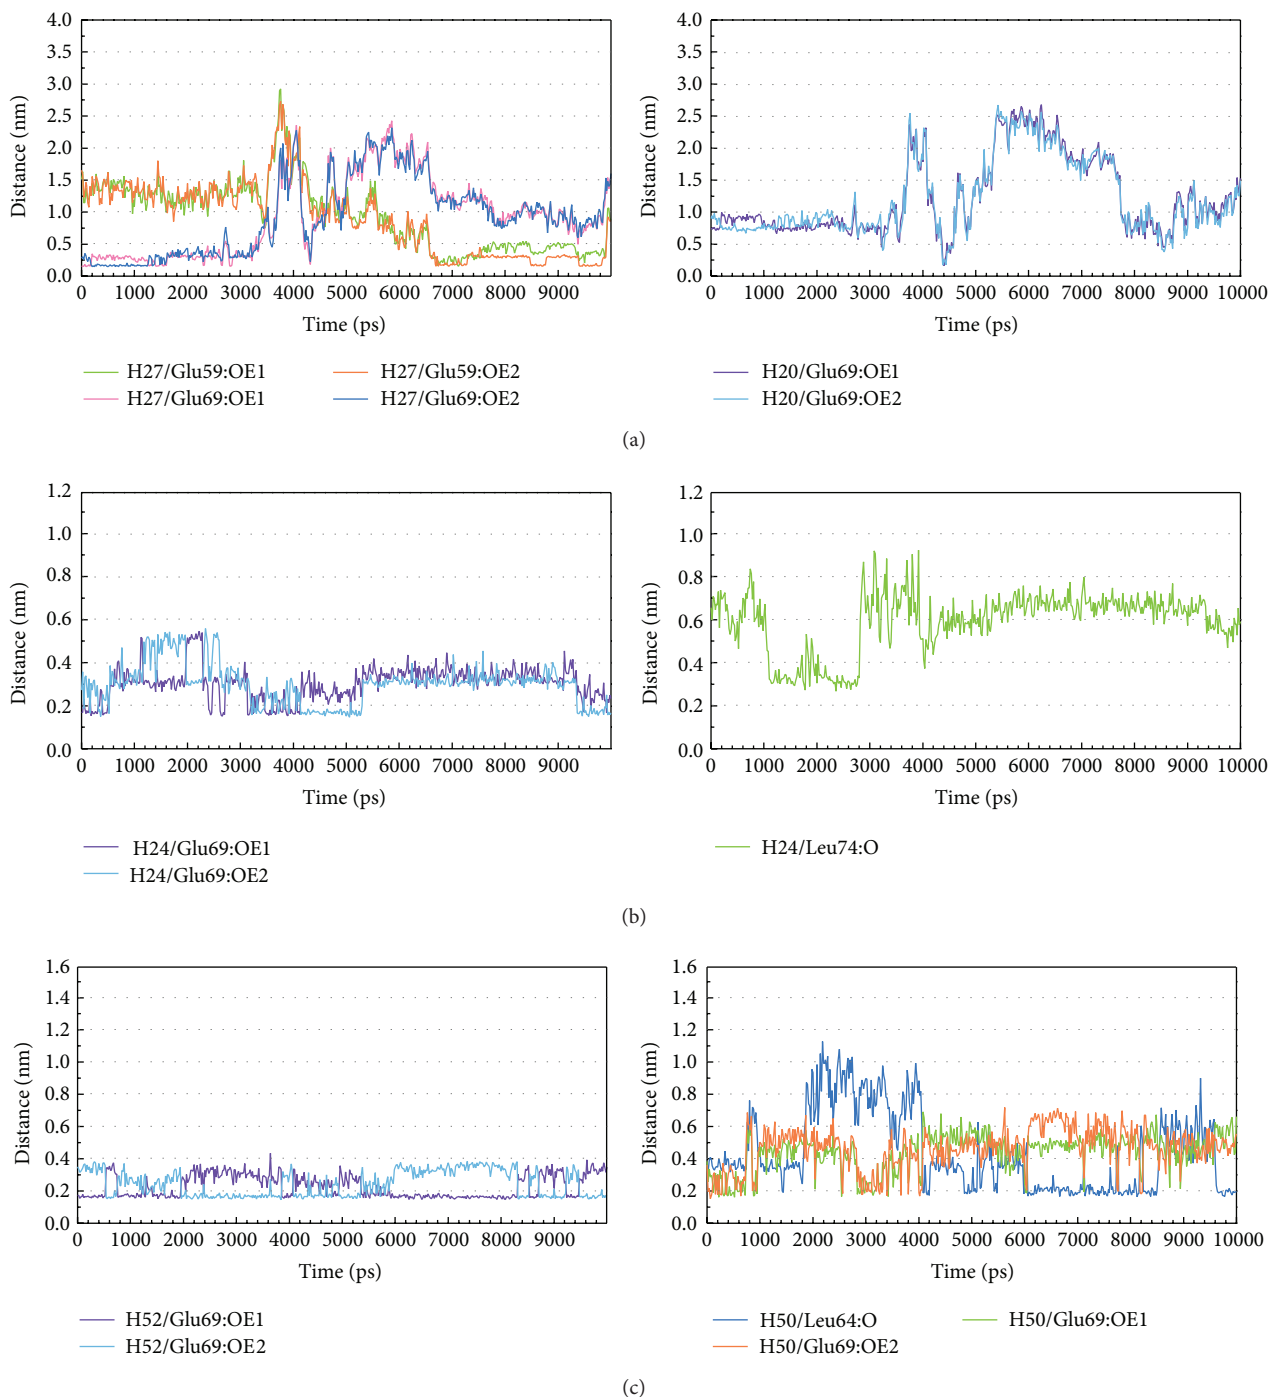 4.0
3.5
3.0
2.5
2.0
1.5
1.0
0.5
0.0
Distance (nm)
0 1000 2000 3000 4000 5000 6000 7000 8000 9000
Time (ps)
H27/Glu59:OE1 H27/Glu59:OE2
H27/Glu69:OE1 H27/Glu69:OE2
4.0
3.5
3.0
2.5
2.0
1.5
1.0
0.5
0.0
Distance (nm)
0 1000 2000 3000 4000 5000 6000 7000 8000 9000 10000
Time (ps)
H20/Glu69:OE1
H20/Glu69:OE2
(a)
1.2
1.0
0.8
0.6
0.4
0.2
0.0
Distance (nm)
0 1000 2000 3000 4000 5000 6000 7000 8000 9000
Time (ps)
H24/Glu69:OE1
H24/Glu69:OE2
1.2
1.0
0.8
0.6
0.4
0.2
0.0
Distance (nm)
0 1000 2000 3000 4000 5000 6000 7000 8000 9000 10000
Time (ps)
H24/Leu74:O
(b)
1.6
1.4
1.2
1.0
0.8
0.6
0.4
0.2
0.0
Distance (nm)
0 1000 2000 3000 4000 5000 6000 7000 8000 9000
Time (ps)
H52/Glu69:OE1
H52/Glu69:OE2
1.6
1.4
1.2
1.0
0.8
0.6
0.4
0.2
0.0
Distance (nm)
0 1000 2000 3000 4000 5000 6000 7000 8000 9000 10000
Time (ps)
H50/Leu64:O H50/Glu69:OE1
H50/Glu69:OE2
(c)